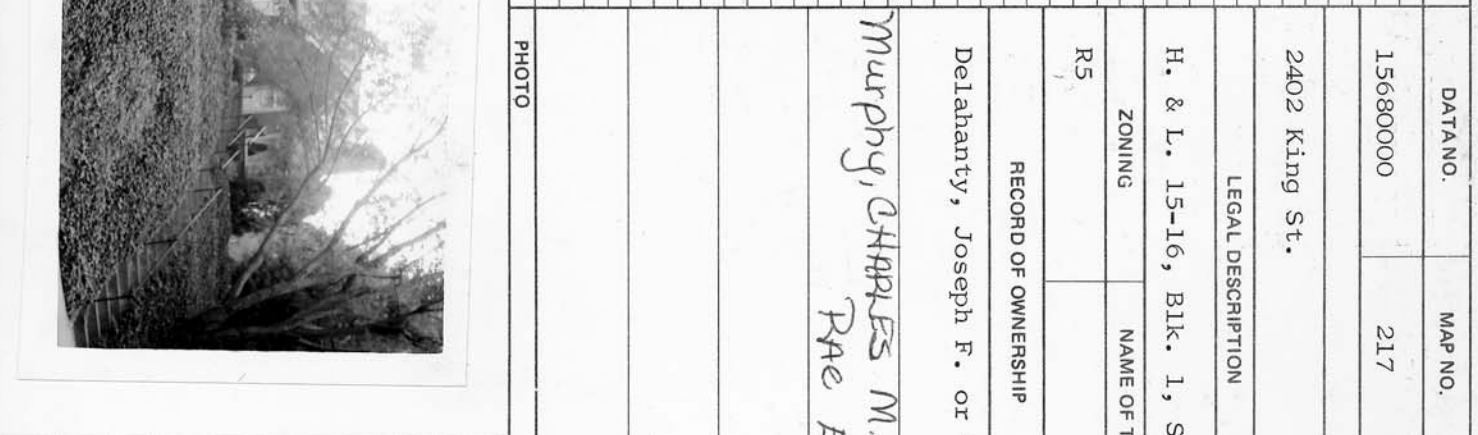 DATA NO. MAP NO.
15680000 217
2402 King St.
LEGAL DESCRIPTION
H. & L. 15-16, Blk. 1, S
ZONING NAME OF T
R5
RECORD OF OWNERSHIP
Delahanty, Joseph F. or
Murphy, CHARLES M.
RAe
PHOTO